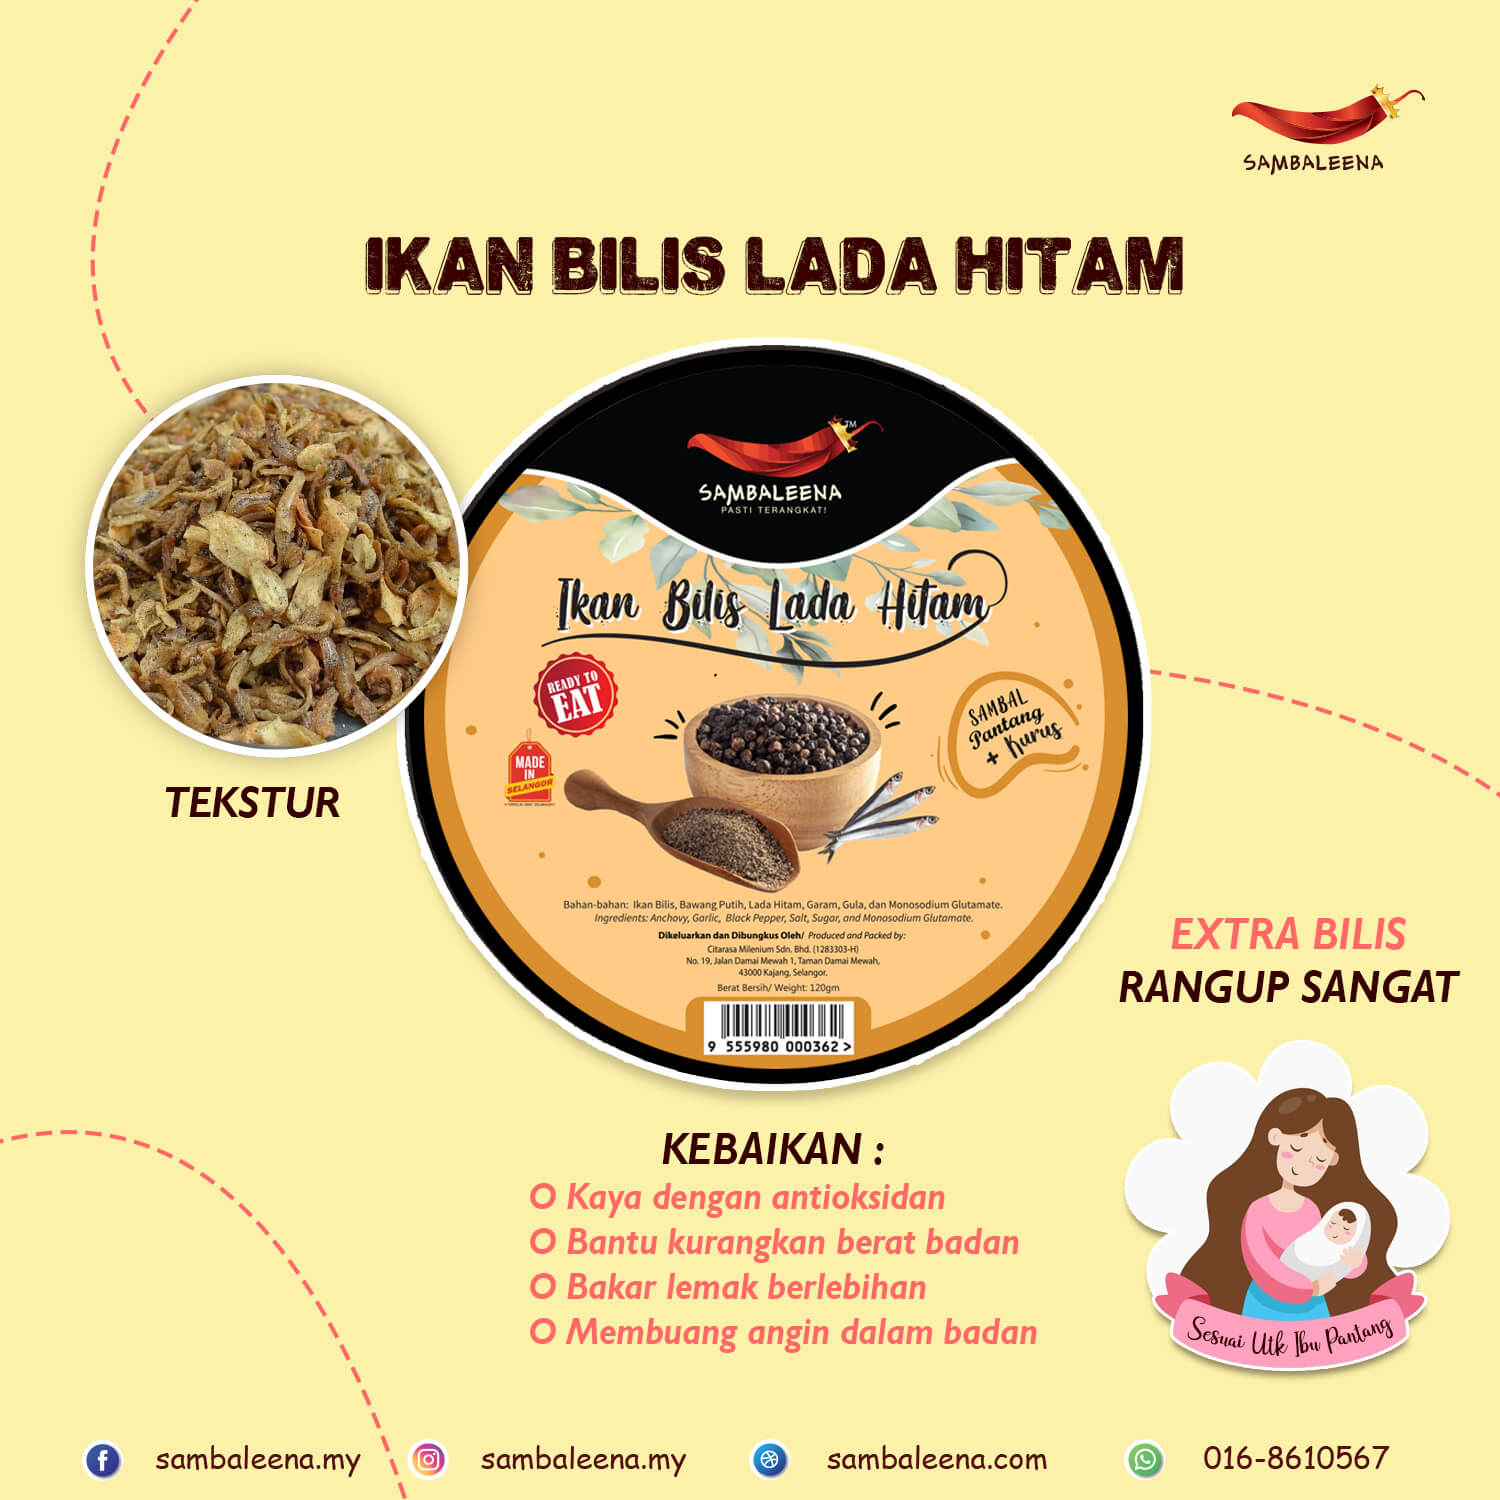 SAMBALEENA
IKAN BILIS LADA HITAM
TM
SAMBALEENA
PASTI TERANGKAT!
Ikan Bilis Lada Hitam
READY TO
EAT
MADE
IN
SELANGOR
SAMBAL
Pantang
+ Kurus
TEKSTUR
Bahan-bahan: Ikan Bilis, Bawang Putih, Lada Hitam, Garam, Gula, dan Monosodium Glutamate.
Ingredients: Anchovy, Garlic, Black Pepper, Salt, Sugar, and Monosodium Glutamate.
Dikeluarkan dan Dibungkus Oleh/ Produced and Packed by:
Citarasa Milenium Sdn. Bhd. (1283303-H)
No. 19, Jalan Damai Mewah 1, Taman Damai Mewah,
43000 Kajang, Selangor.
Berat Bersih/ Weight: 120gm
9 555980 000362 >
EXTRA BILIS
RANGUP SANGAT
KEBAIKAN :
O Kaya dengan antioksidan
O Bantu kurangkan berat badan
O Bakar lemak berlebihan
O Membuang angin dalam badan
Sesuai Utk Ibu Pantang
sambaleena.my
sambaleena.my
sambaleena.com
016-8610567